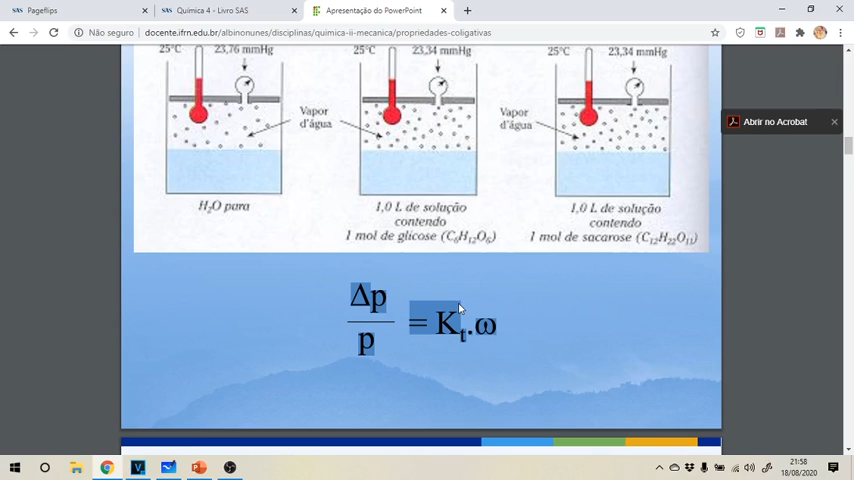 Pageflips
Química 4 - Livro SAS
Apresentação do PowerPoint
Não seguro
docente.ifrn.edu.br/albinonunes/disciplinas/quimica-ii-mecanica/propriedades-coligativas
25°C 23,76 mmHg
25°C 23,34 mmHg
25°C 23,34 mmHg
Vapor
d'água
Vapor
d'água
H₂O pura
1,0 L de solução
contendo
1 mol de glicose (C₆H₁₂O₆)
1,0 L de solução
contendo
1 mol de sacarose (C₁₂H₂₂O₁₁)
Abrir no Acrobat
Δp
p
= Kₜ.ω
21:58
18/08/2020